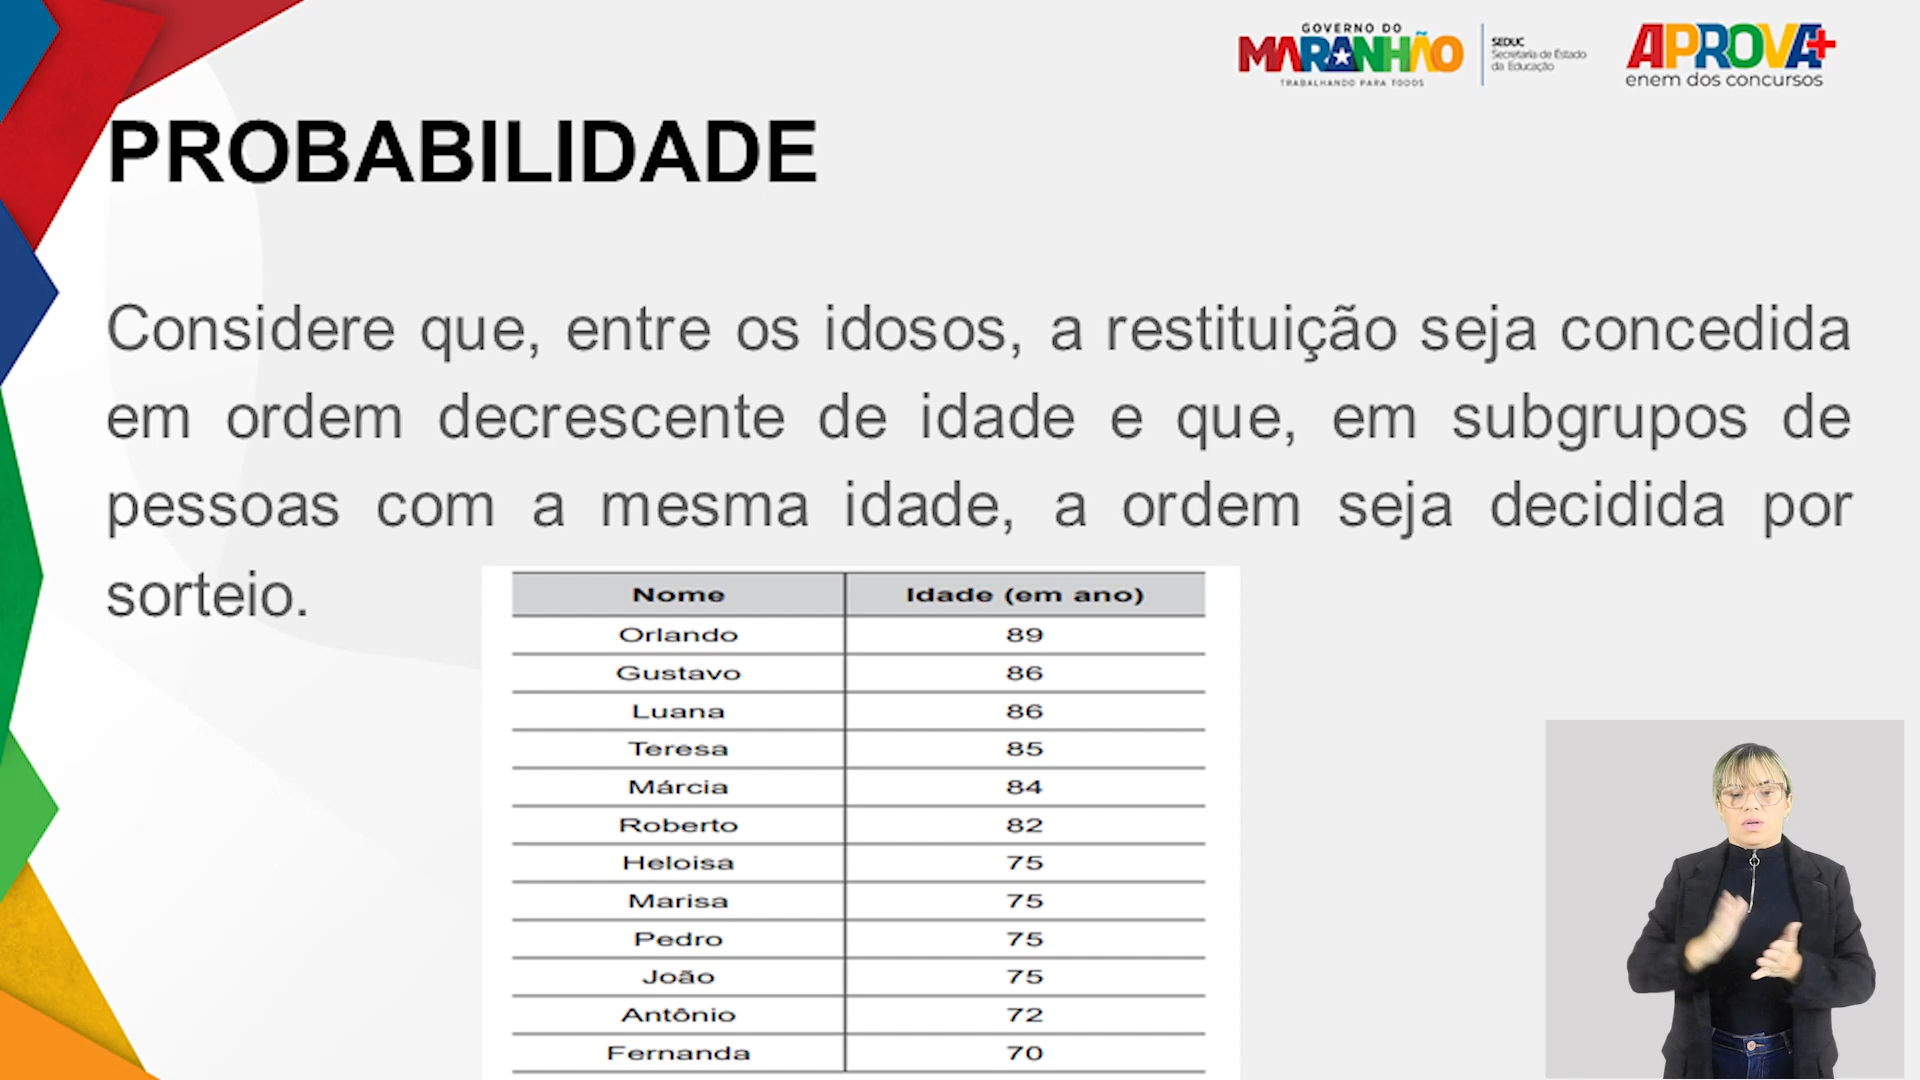 GOVERNO DO
MARANHÃO
TRABALHANDO PARA TODOS
SEDUC
Secretaria de Estado
da Educação
APROVA+
enem dos concursos
PROBABILIDADE
Considere que, entre os idosos, a restituição seja concedida
em ordem decrescente de idade e que, em subgrupos de
pessoas com a mesma idade, a ordem seja decidida por
sorteio.
Nome Idade (em ano)
Orlando 89
Gustavo 86
Luana 86
Teresa 85
Márcia 84
Roberto 82
Heloisa 75
Marisa 75
Pedro 75
João 75
Antônio 72
Fernanda 70